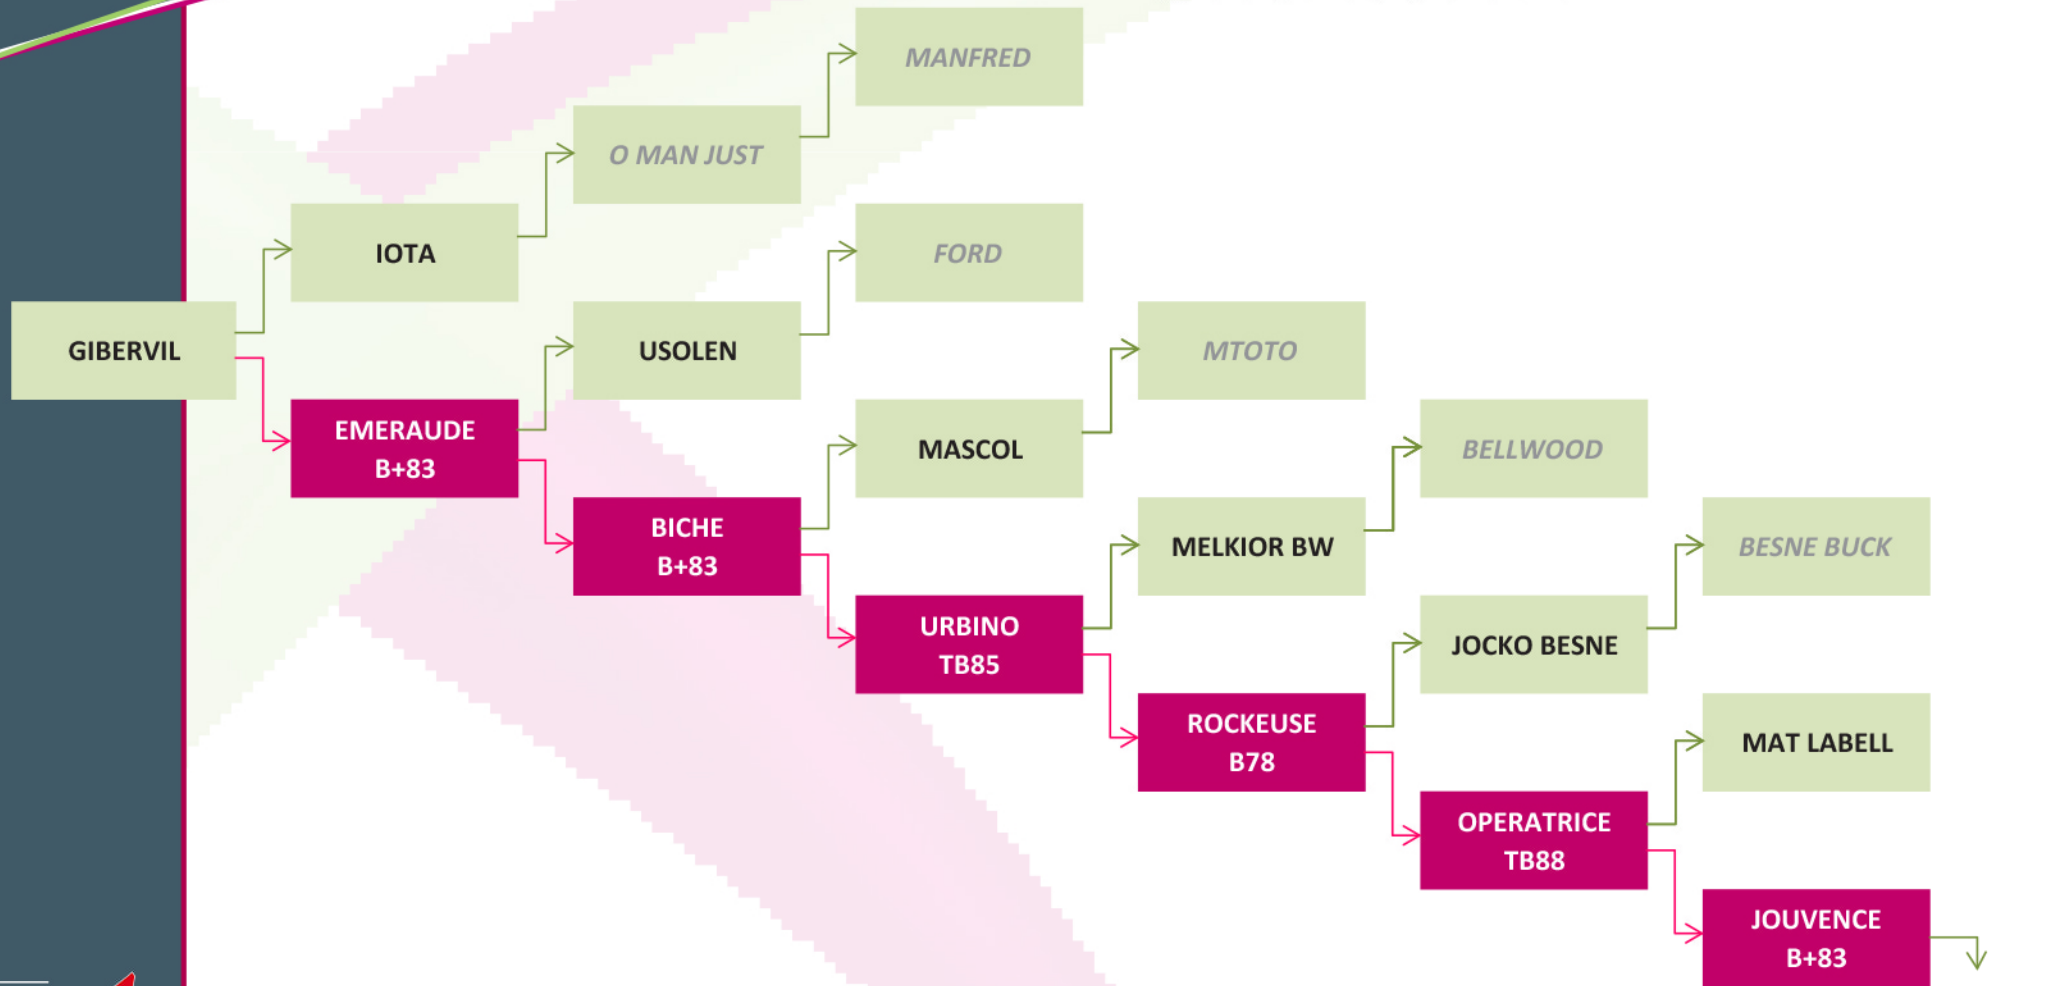 MANFRED
O MAN JUST
IOTA
FORD
GIBERVIL
USOLEN
MTOTO
EMERAUDE
B+83
MASCOL
BELLWOOD
BICHE
B+83
MELKIOR BW
BESNE BUCK
URBINO
TB85
JOCKO BESNE
ROCKEUSE
B78
MAT LABELL
OPERATRICE
TB88
JOUVENCE
B+83